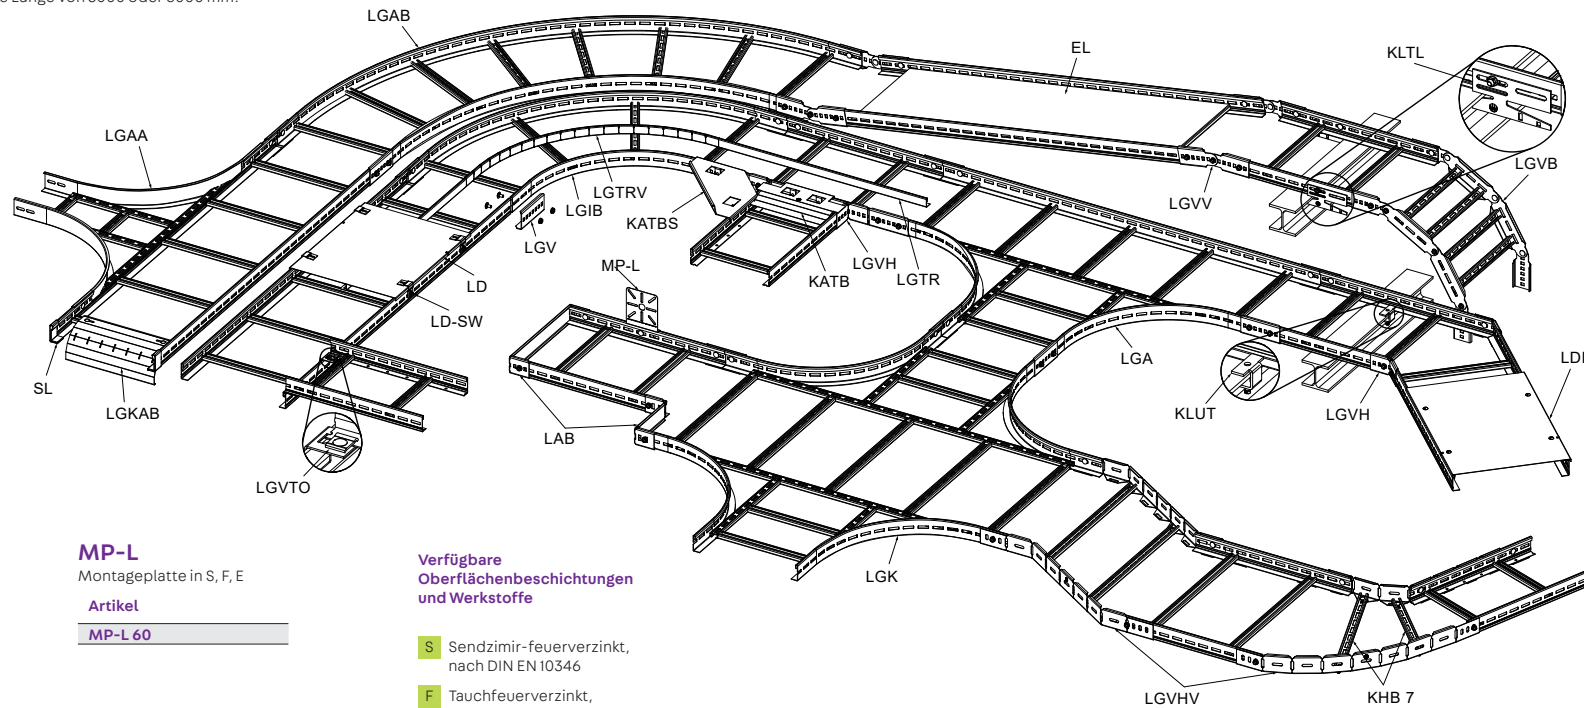 LGAB
EL
KLTL
LGAA
LGVB
LGTRV
LGIB
KATBS
LGVV
LGV
LGVH
KATB
LGTR
MP-L
LD
LD-SW
LGA
SL
LGKAB
KLUT
LGVH
LAB
LGVTO
LGK
LGVHV
KHB 7
MP-L
Montageplatte in S, F, E
Artikel
MP-L 60
Verfügbare
Oberflächenbeschichtungen
und Werkstoffe
S Sendzimir-feuerverzinkt,
nach DIN EN 10346
F Tauchfeuerverzinkt,